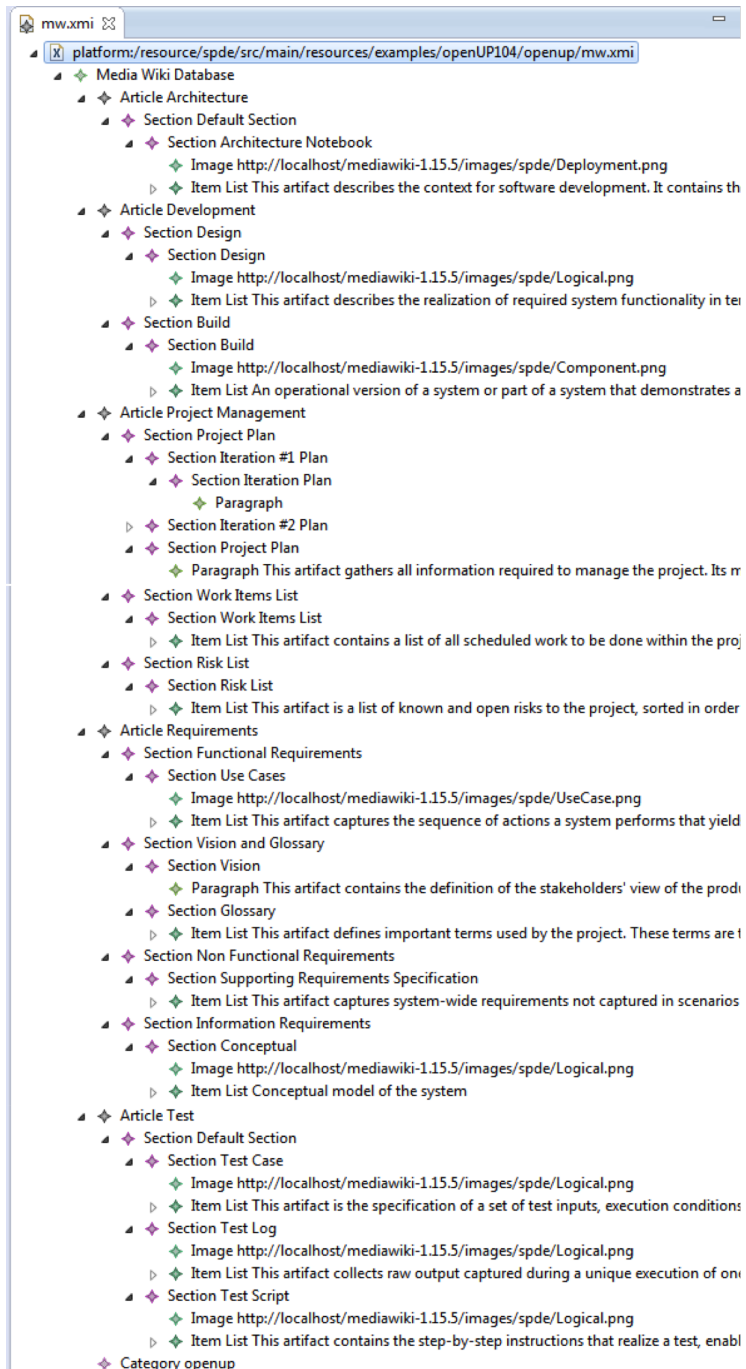 mw.xmi
platform:/resource/spde/src/main/resources/examples/openUP104/openup/mw.xmi
Media Wiki Database
Article Architecture
Section Default Section
Section Architecture Notebook
Image http://localhost/mediawiki-1.15.5/images/spde/Deployment.png
Item List This artifact describes the context for software development. It contains th
Article Development
Section Design
Section Design
Image http://localhost/mediawiki-1.15.5/images/spde/Logical.png
Item List This artifact describes the realization of required system functionality in te
Section Build
Section Build
Image http://localhost/mediawiki-1.15.5/images/spde/Component.png
Item List An operational version of a system or part of a system that demonstrates a
Article Project Management
Section Project Plan
Section Iteration #1 Plan
Section Iteration Plan
Paragraph
Section Iteration #2 Plan
Section Project Plan
Paragraph This artifact gathers all information required to manage the project. Its m
Section Work Items List
Section Work Items List
Item List This artifact contains a list of all scheduled work to be done within the proj
Section Risk List
Section Risk List
Item List This artifact is a list of known and open risks to the project, sorted in order
Article Requirements
Section Functional Requirements
Section Use Cases
Image http://localhost/mediawiki-1.15.5/images/spde/UseCase.png
Item List This artifact captures the sequence of actions a system performs that yield
Section Vision and Glossary
Section Vision
Paragraph This artifact contains the definition of the stakeholders' view of the produ
Section Glossary
Item List This artifact defines important terms used by the project. These terms are t
Section Non Functional Requirements
Section Supporting Requirements Specification
Item List This artifact captures system-wide requirements not captured in scenarios
Section Information Requirements
Section Conceptual
Image http://localhost/mediawiki-1.15.5/images/spde/Logical.png
Item List Conceptual model of the system
Article Test
Section Default Section
Section Test Case
Image http://localhost/mediawiki-1.15.5/images/spde/Logical.png
Item List This artifact is the specification of a set of test inputs, execution conditions
Section Test Log
Image http://localhost/mediawiki-1.15.5/images/spde/Logical.png
Item List This artifact collects raw output captured during a unique execution of one
Section Test Script
Image http://localhost/mediawiki-1.15.5/images/spde/Logical.png
Item List This artifact contains the step-by-step instructions that realize a test, enabl
Category openup